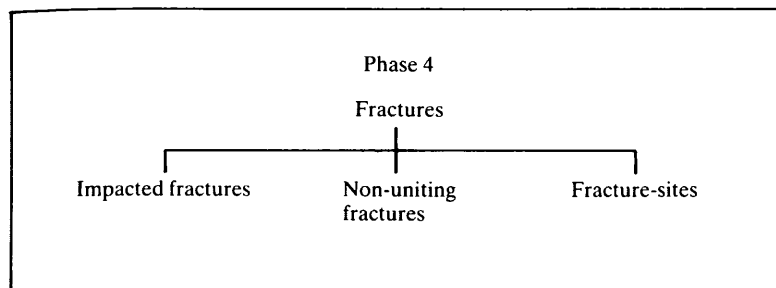 Phase 4
Fractures
Impacted fractures Non-uniting Fracture-sites
fractures